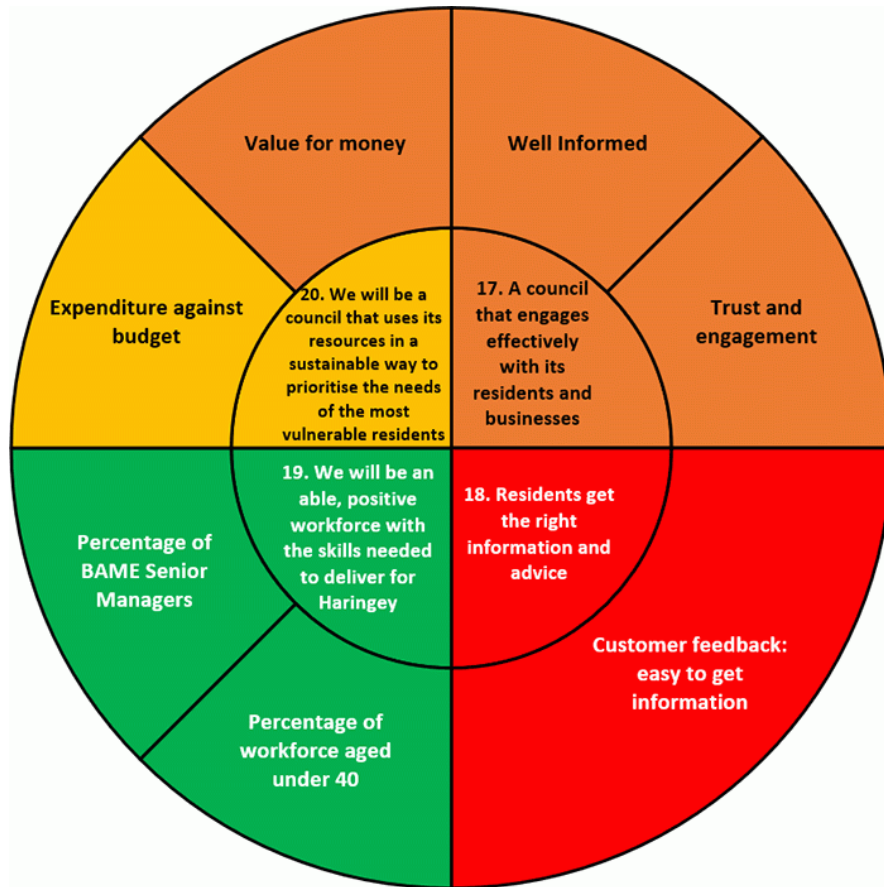 Value for money
Well Informed
Expenditure against
budget
Trust and
engagement
20. We will be a
council that uses its
resources in a
sustainable way to
prioritise the needs
of the most
vulnerable residents
17. A council
that engages
effectively
with its
residents and
businesses
19. We will be an
able, positive
workforce with
the skills needed
to deliver for
Haringey
18. Residents get
the right
information and
advice
Percentage of
BAME Senior
Managers
Customer feedback:
easy to get
information
Percentage of
workforce aged
under 40